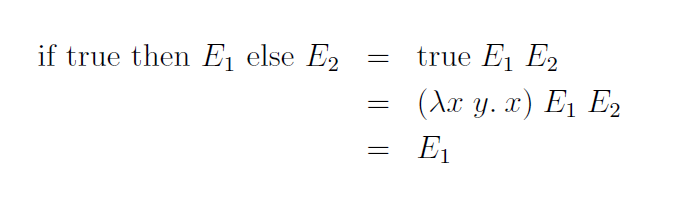 if true then E₁ else E₂ = true E₁ E₂
= (λx y. x) E₁ E₂
= E₁